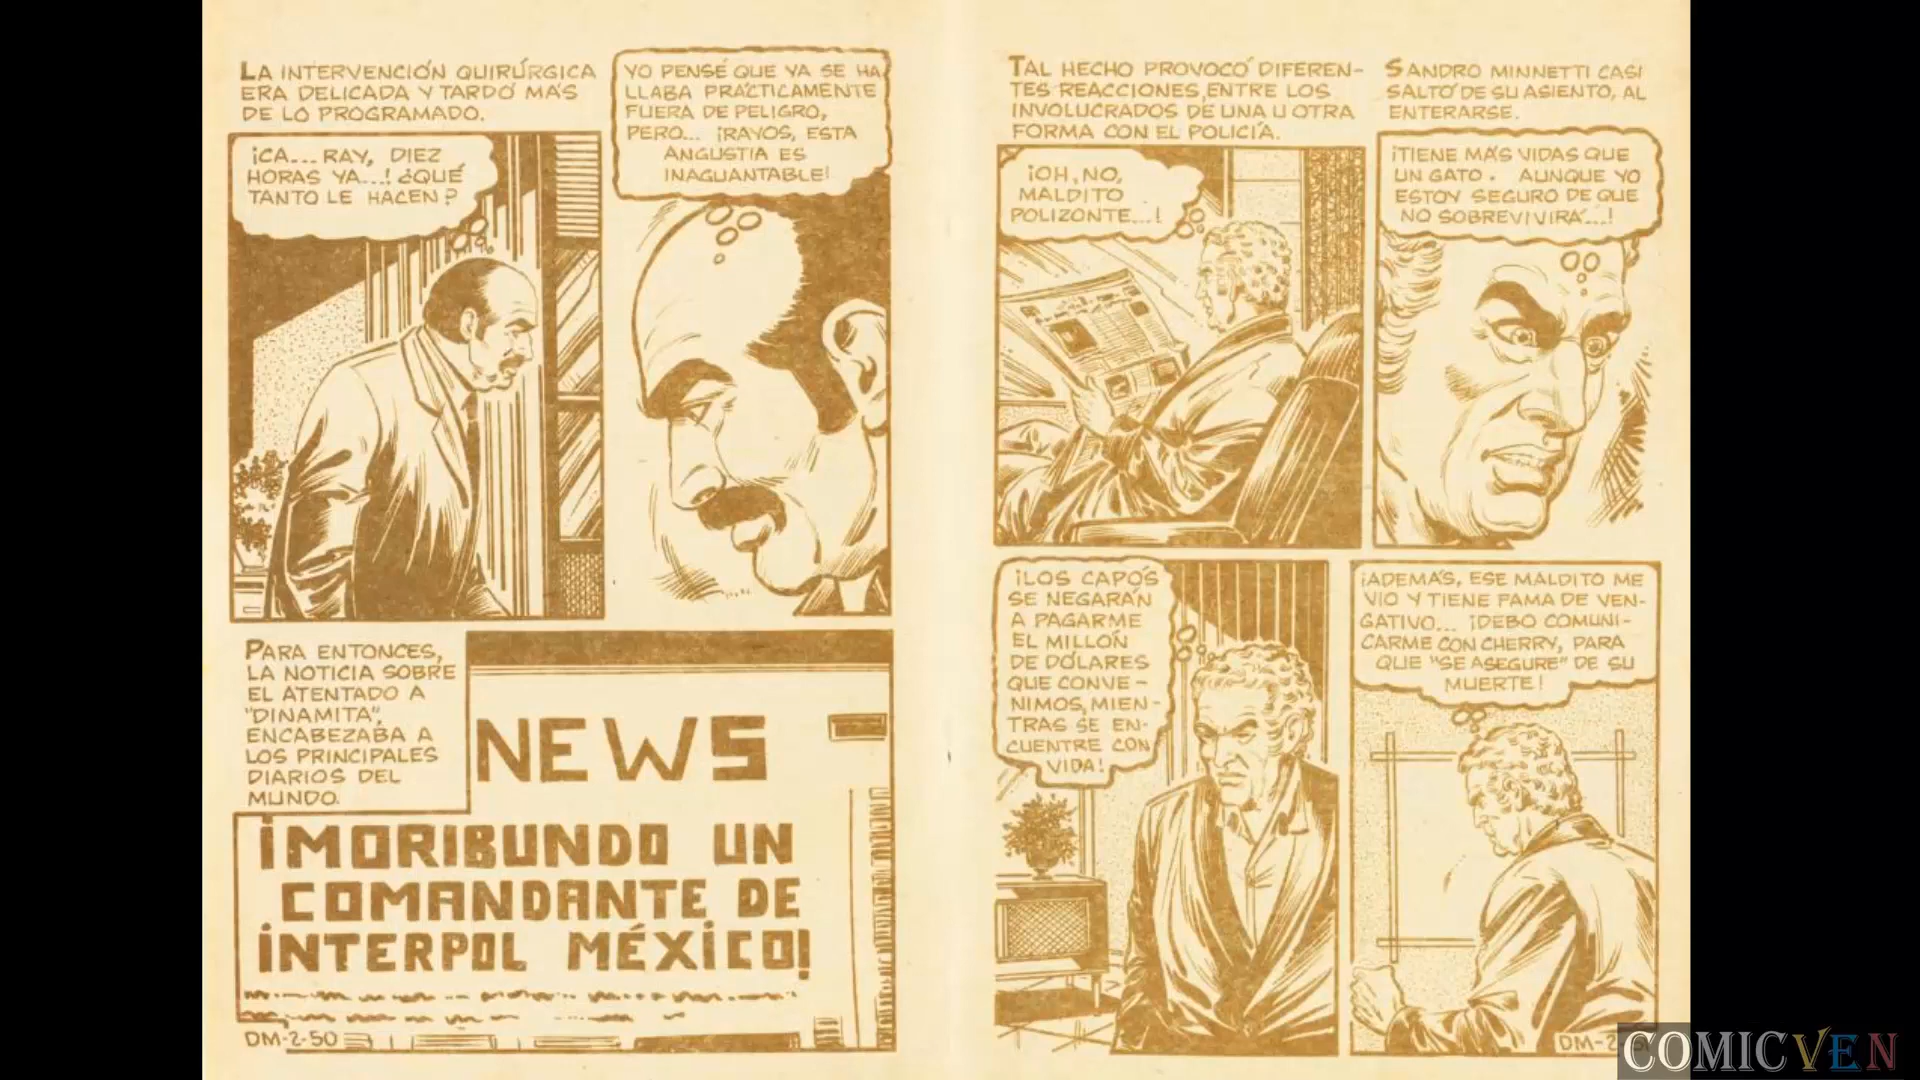 LA INTERVENCIÓN QUIRÚRGICA
ERA DELICADA Y TARDÓ MÁS
DE LO PROGRAMADO.
¡CA... RAY, DIEZ
HORAS YA...! ¿QUÉ
TANTO LE HACEN?
YO PENSÉ QUE YA SE HA
LLABA PRÁCTICAMENTE
FUERA DE PELIGRO,
PERO... ¡RAYOS, ESTA
ANGUSTIA ES
INAGUANTABLE!
PARA ENTONCES,
LA NOTICIA SOBRE
EL ATENTADO A
"DINAMITA",
ENCABEZABA A
LOS PRINCIPALES
DIARIOS DEL
MUNDO.
NEWS
¡MORIBUNDO UN
COMANDANTE DE
INTERPOL MÉXICO!
DM-2-50
TAL HECHO PROVOCÓ DIFEREN-
TES REACCIONES, ENTRE LOS
INVOLUCRADOS DE UNA U OTRA
FORMA CON EL POLICÍA.
¡OH, NO,
MALDITO
POLIZONTE...!
SANDRO MINNETTI CASI
SALTÓ DE SU ASIENTO, AL
ENTERARSE.
¡TIENE MÁS VIDAS QUE
UN GATO. AUNQUE YO
ESTOY SEGURO DE QUE
NO SOBREVIVIRÁ...!
¡LOS CAPOS
SE NEGARÁN
A PAGARME
EL MILLÓN
DE DÓLARES
QUE CONVE-
NIMOS, MIEN-
TRAS SE EN-
CUENTRE CON
VIDA!
¡ADEMÁS, ESE MALDITO ME
VIO Y TIENE FAMA DE VEN-
GATIVO... ¡DEBO COMUNI-
CARME CON CHERRY, PARA
QUE "SE ASEGURE" DE SU
MUERTE!
DM-2
COMICVEN